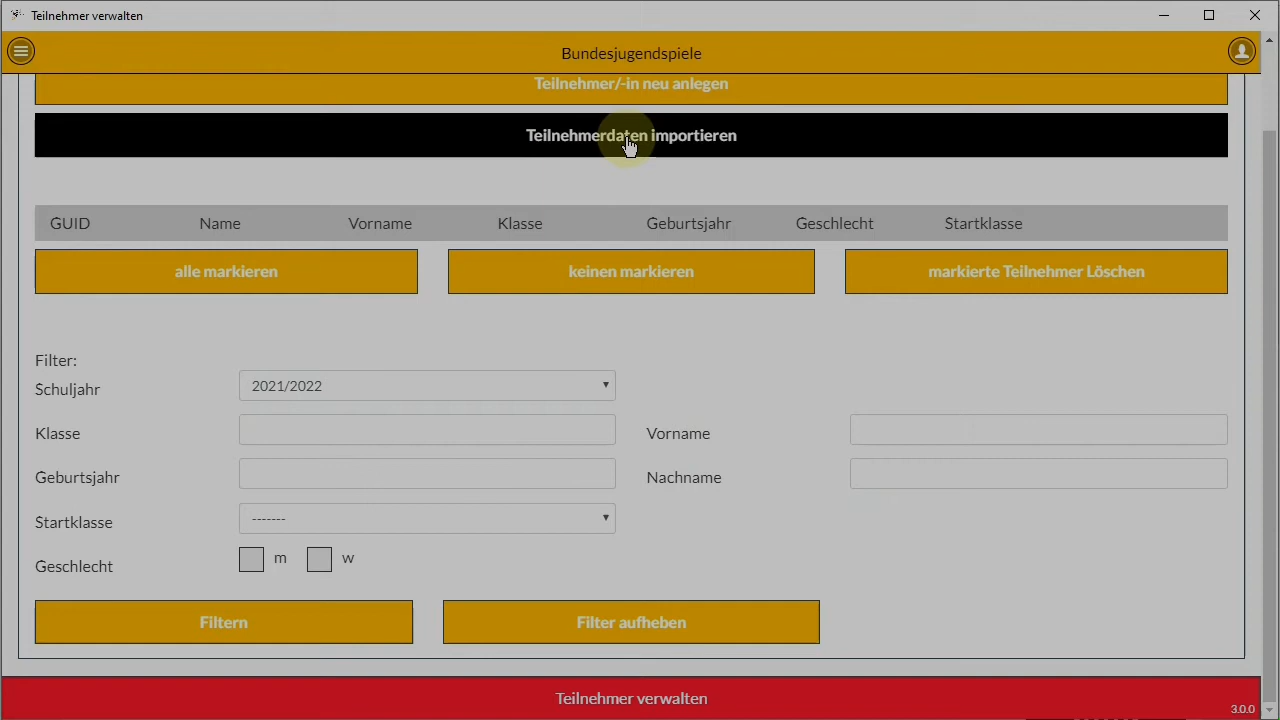 Teilnehmer verwalten
Bundesjugendspiele
Teilnehmer/-in neu anlegen
Teilnehmerdaten importieren
GUID Name Vorname Klasse Geburtsjahr Geschlecht Startklasse
alle markieren keinen markieren markierte Teilnehmer Löschen
Filter:
Schuljahr 2021/2022
Klasse Vorname
Geburtsjahr Nachname
Startklasse -------
Geschlecht m w
Filtern Filter aufheben
Teilnehmer verwalten
3.0.0